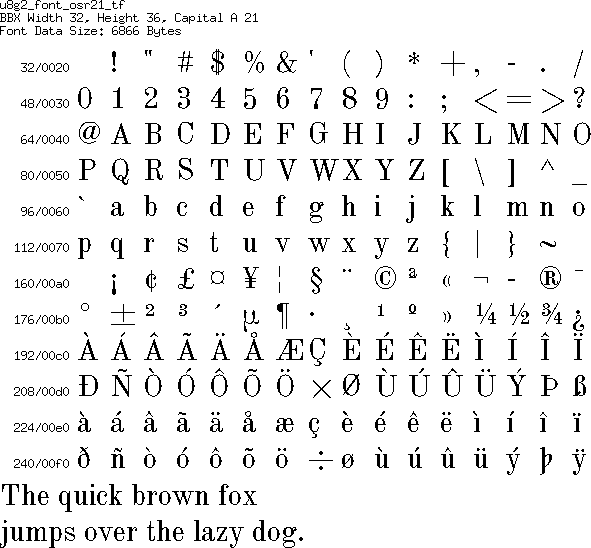 u8g2_font_osr21_tf
BBX Width 32, Height 36, Capital A 21
Font Data Size: 6866 Bytes
32/0020 ! " # $ % & ' ( ) * + , - . /
48/0030 0 1 2 3 4 5 6 7 8 9 : ; < = > ?
64/0040 @ A B C D E F G H I J K L M N O
80/0050 P Q R S T U V W X Y Z [ \ ] ^ _
96/0060 ` a b c d e f g h i j k l m n o
112/0070 p q r s t u v w x y z { | } ~
160/00a0 ¡ ¢ £ ¤ ¥ ¦ § ¨ © ª « ¬ - ® ¯
176/00b0 ° ± ² ³ ´ µ ¶ · ¸ ¹ º » ¼ ½ ¾ ¿
192/00c0 À Á Â Ã Ä Å Æ Ç È É Ê Ë Ì Í Î Ï
208/00d0 Ð Ñ Ò Ó Ô Õ Ö × Ø Ù Ú Û Ü Ý Þ ß
224/00e0 à á â ã ä å æ ç è é ê ë ì í î ï
240/00f0 ð ñ ò ó ô õ ö ÷ ø ù ú û ü ý þ ÿ
The quick brown fox
jumps over the lazy dog.